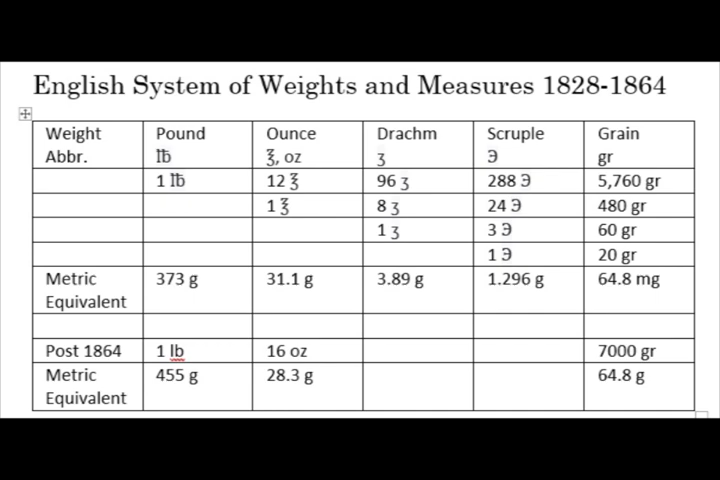 English System of Weights and Measures 1828-1864
Weight Abbr. Pound ℔ Ounce ℥, oz Drachm ʒ Scruple ℈ Grain gr
1 ℔ 12 ℥ 96 ʒ 288 ℈ 5,760 gr
1 ℥ 8 ʒ 24 ℈ 480 gr
1 ʒ 3 ℈ 60 gr
1 ℈ 20 gr
Metric Equivalent 373 g 31.1 g 3.89 g 1.296 g 64.8 mg
Post 1864 1 lb 16 oz 7000 gr
Metric Equivalent 455 g 28.3 g 64.8 g